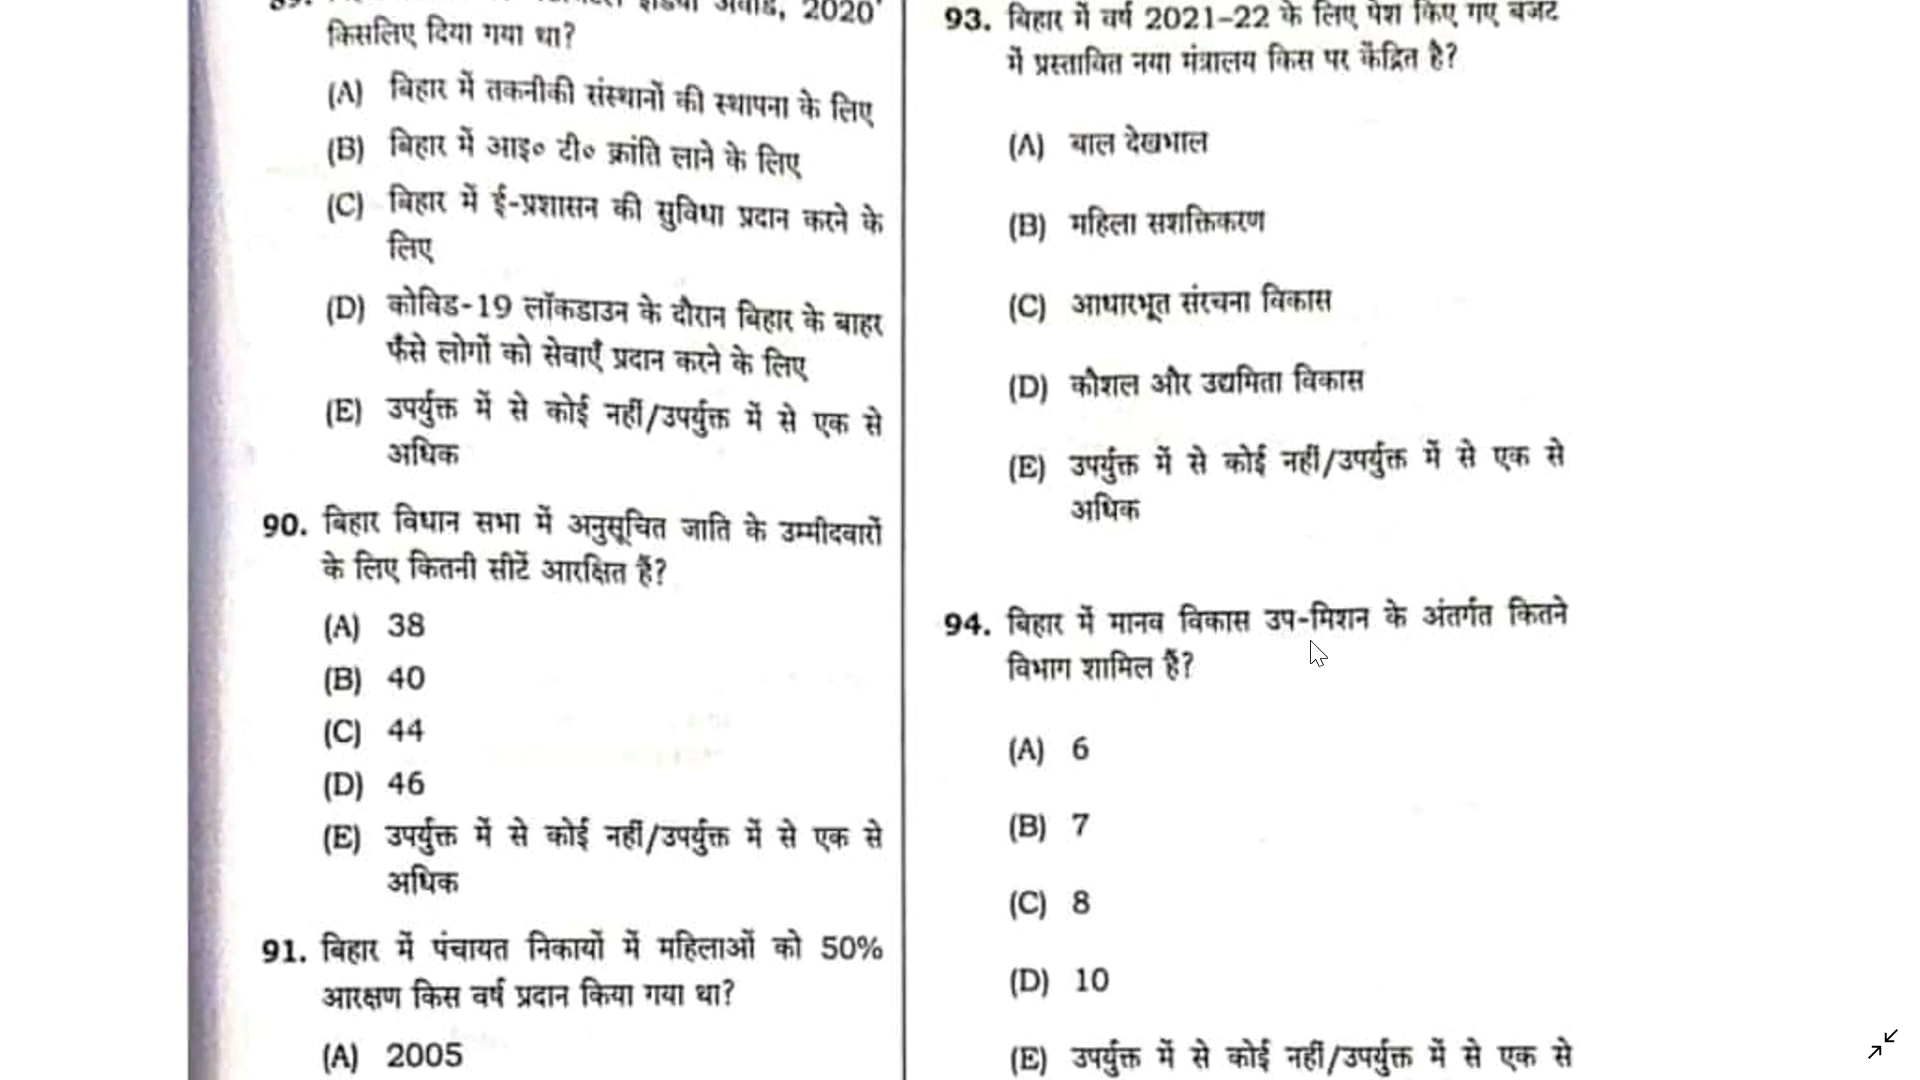 89.
इंडिया अवॉर्ड, 2020'
किसलिए दिया गया था?
(A) बिहार में तकनीकी संस्थानों की स्थापना के लिए
(B) बिहार में आइ० टी० क्रांति लाने के लिए
(C) बिहार में ई-प्रशासन की सुविधा प्रदान करने के
लिए
(D) कोविड-19 लॉकडाउन के दौरान बिहार के बाहर
फँसे लोगों को सेवाएँ प्रदान करने के लिए
(E) उपर्युक्त में से कोई नहीं/उपर्युक्त में से एक से
अधिक
90. बिहार विधान सभा में अनुसूचित जाति के उम्मीदवारों
के लिए कितनी सीटें आरक्षित हैं?
(A) 38
(B) 40
(C) 44
(D) 46
(E) उपर्युक्त में से कोई नहीं/उपर्युक्त में से एक से
अधिक
91. बिहार में पंचायत निकायों में महिलाओं को 50%
आरक्षण किस वर्ष प्रदान किया गया था?
(A) 2005
93. बिहार में वर्ष 2021-22 के लिए पेश किए गए बजट
में प्रस्तावित नया मंत्रालय किस पर केंद्रित है?
(A) बाल देखभाल
(B) महिला सशक्तिकरण
(C) आधारभूत संरचना विकास
(D) कौशल और उद्यमिता विकास
(E) उपर्युक्त में से कोई नहीं/उपर्युक्त में से एक से
अधिक
94. बिहार में मानव विकास उप-मिशन के अंतर्गत कितने
विभाग शामिल हैं?
(A) 6
(B) 7
(C) 8
(D) 10
(E) उपर्युक्त में से कोई नहीं/उपर्युक्त में से एक से